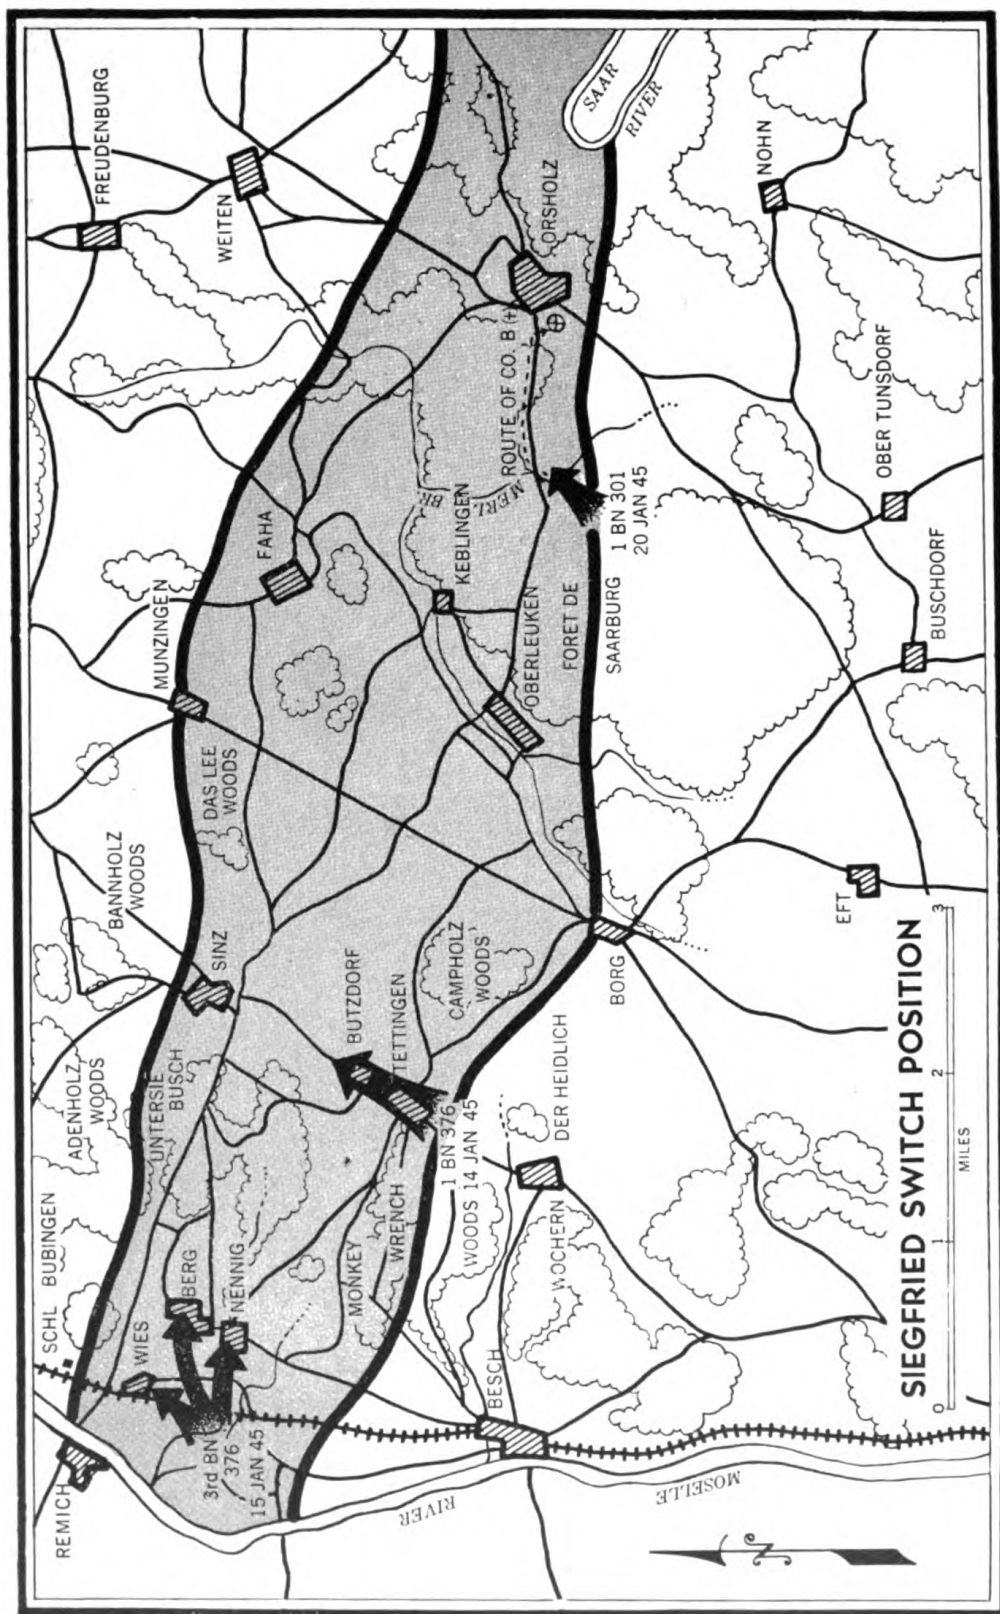 FREUDENBURG
WEITEN
SAAR
RIVER
NOHN
ORSHOLZ
ROUTE OF CO. B (+)
OBER TUNSDORF
MUNZINGEN
FAHA
BR.
MERL
KEBLINGEN
1 BN 301
20 JAN 45
OBERLEUKEN
FORET DE
SAARBURG
BUSCHDORF
DAS LEE
WOODS
BANNHOLZ
WOODS
SINZ
BUTZDORF
TETTINGEN
CAMPHOLZ
WOODS
BORG
EFT
ADENHOLZ
WOODS
UNTERSIE
BUSCH
1 BN 376
14 JAN 45
DER HEIDLICH
WOODS
SCHL BUBINGEN
WIES
BERG
NENNIG
MONKEY
WRENCH
WOCHERN
BESCH
REMICH
3rd BN
376
15 JAN 45
RIVER
MOSELLE
N
SIEGFRIED SWITCH POSITION
0 1 2 3
MILES